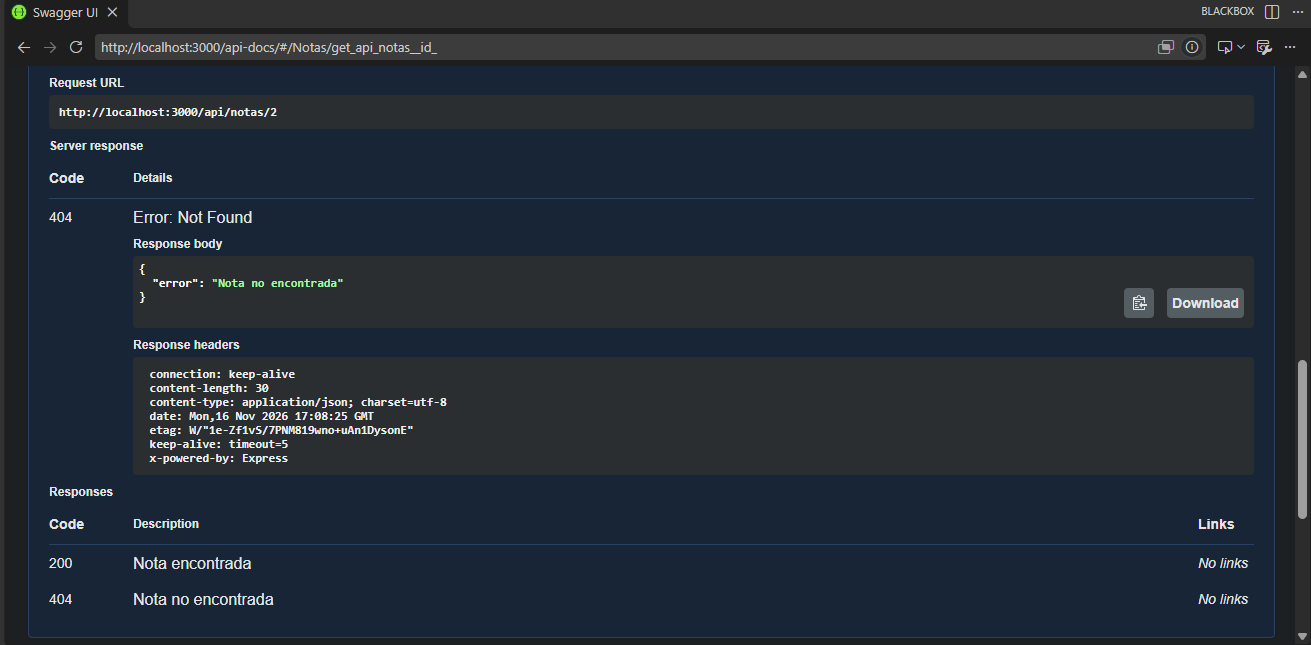 Swagger UI
BLACKBOX
http://localhost:3000/api-docs/#/Notas/get_api_notas__id_
Request URL
http://localhost:3000/api/notas/2
Server response
Code Details
404 Error: Not Found
Response body
{
"error": "Nota no encontrada"
}
Download
Response headers
connection: keep-alive
content-length: 30
content-type: application/json; charset=utf-8
date: Mon,16 Nov 2026 17:08:25 GMT
etag: W/"1e-Zf1vS/7PNM819wno+uAn1DysonE"
keep-alive: timeout=5
x-powered-by: Express
Responses
Code Description Links
200 Nota encontrada No links
404 Nota no encontrada No links